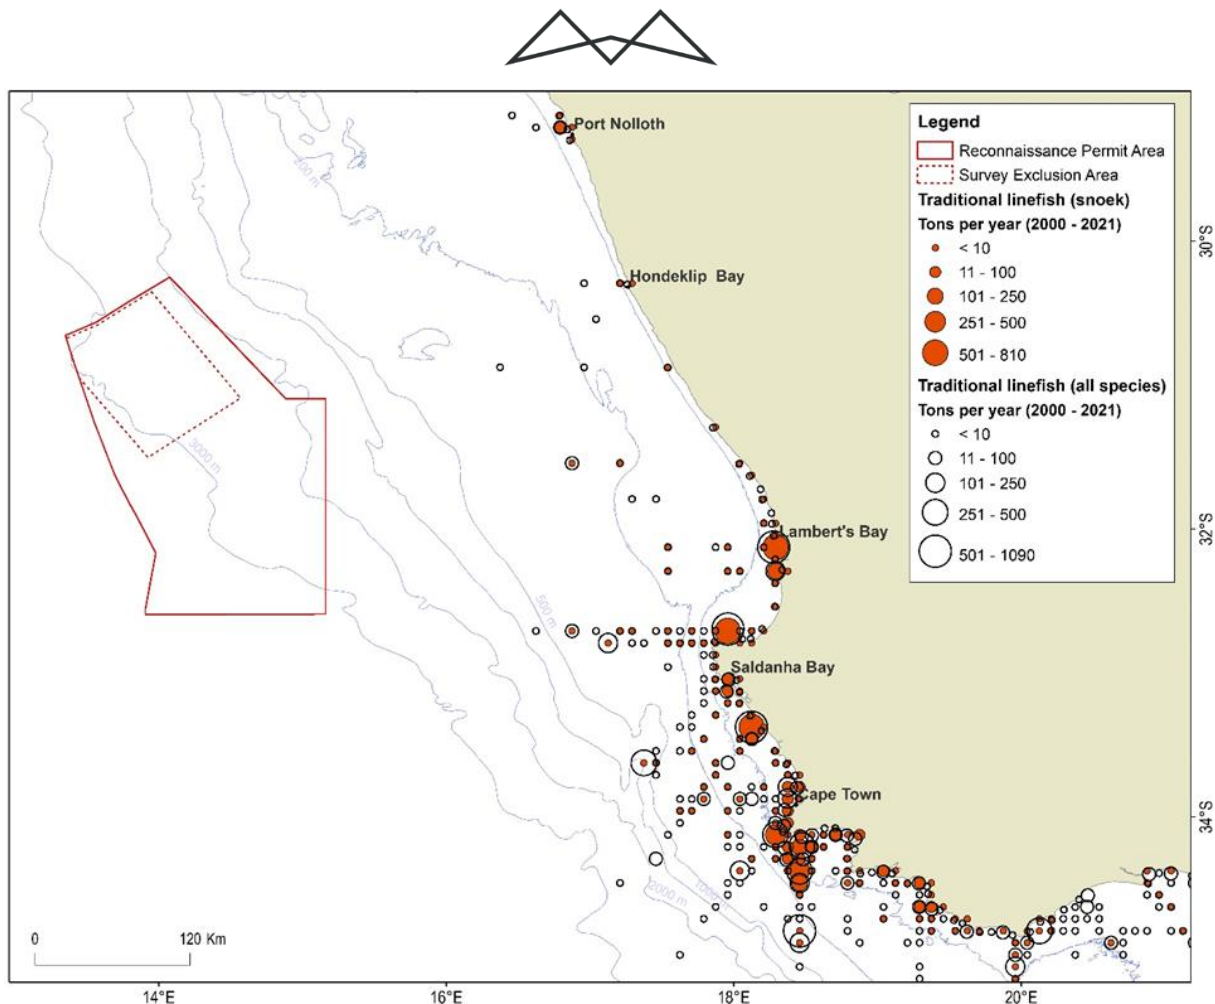 Port Nolloth
Hondeklip Bay
Lambert's Bay
Saldanha Bay
Cape Town
200 m
3000 m
500 m
2000 m
Legend
Reconnaissance Permit Area
Survey Exclusion Area
Traditional linefish (snoek)
Tons per year (2000 - 2021)
< 10
11 - 100
101 - 250
251 - 500
501 - 810
Traditional linefish (all species)
Tons per year (2000 - 2021)
< 10
11 - 100
101 - 250
251 - 500
501 - 1090
30°S
32°S
34°S
0 120 Km
14°E 16°E 18°E 20°E